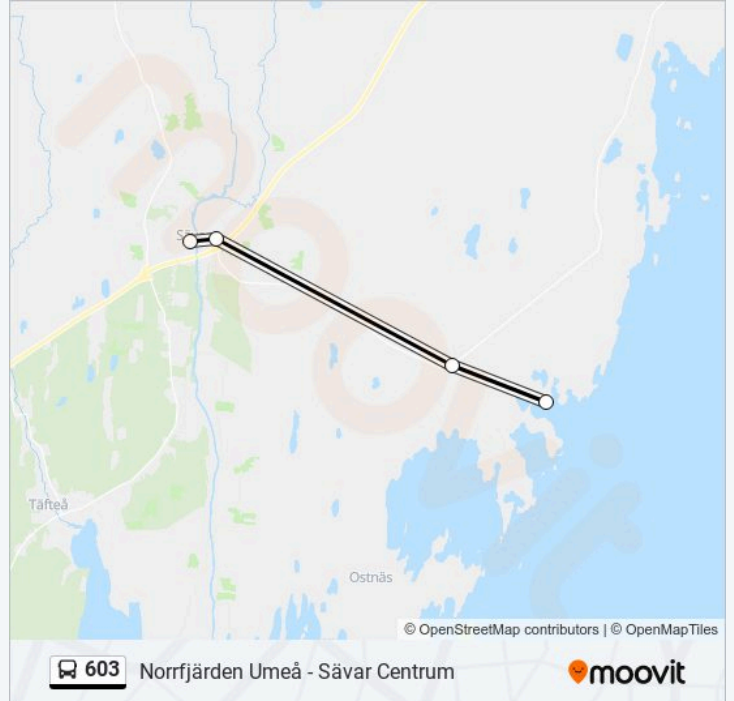 Täfteå
Ostnäs
© OpenStreetMap contributors | © OpenMapTiles
603 Norrfjärden Umeå - Sävar Centrum moovit